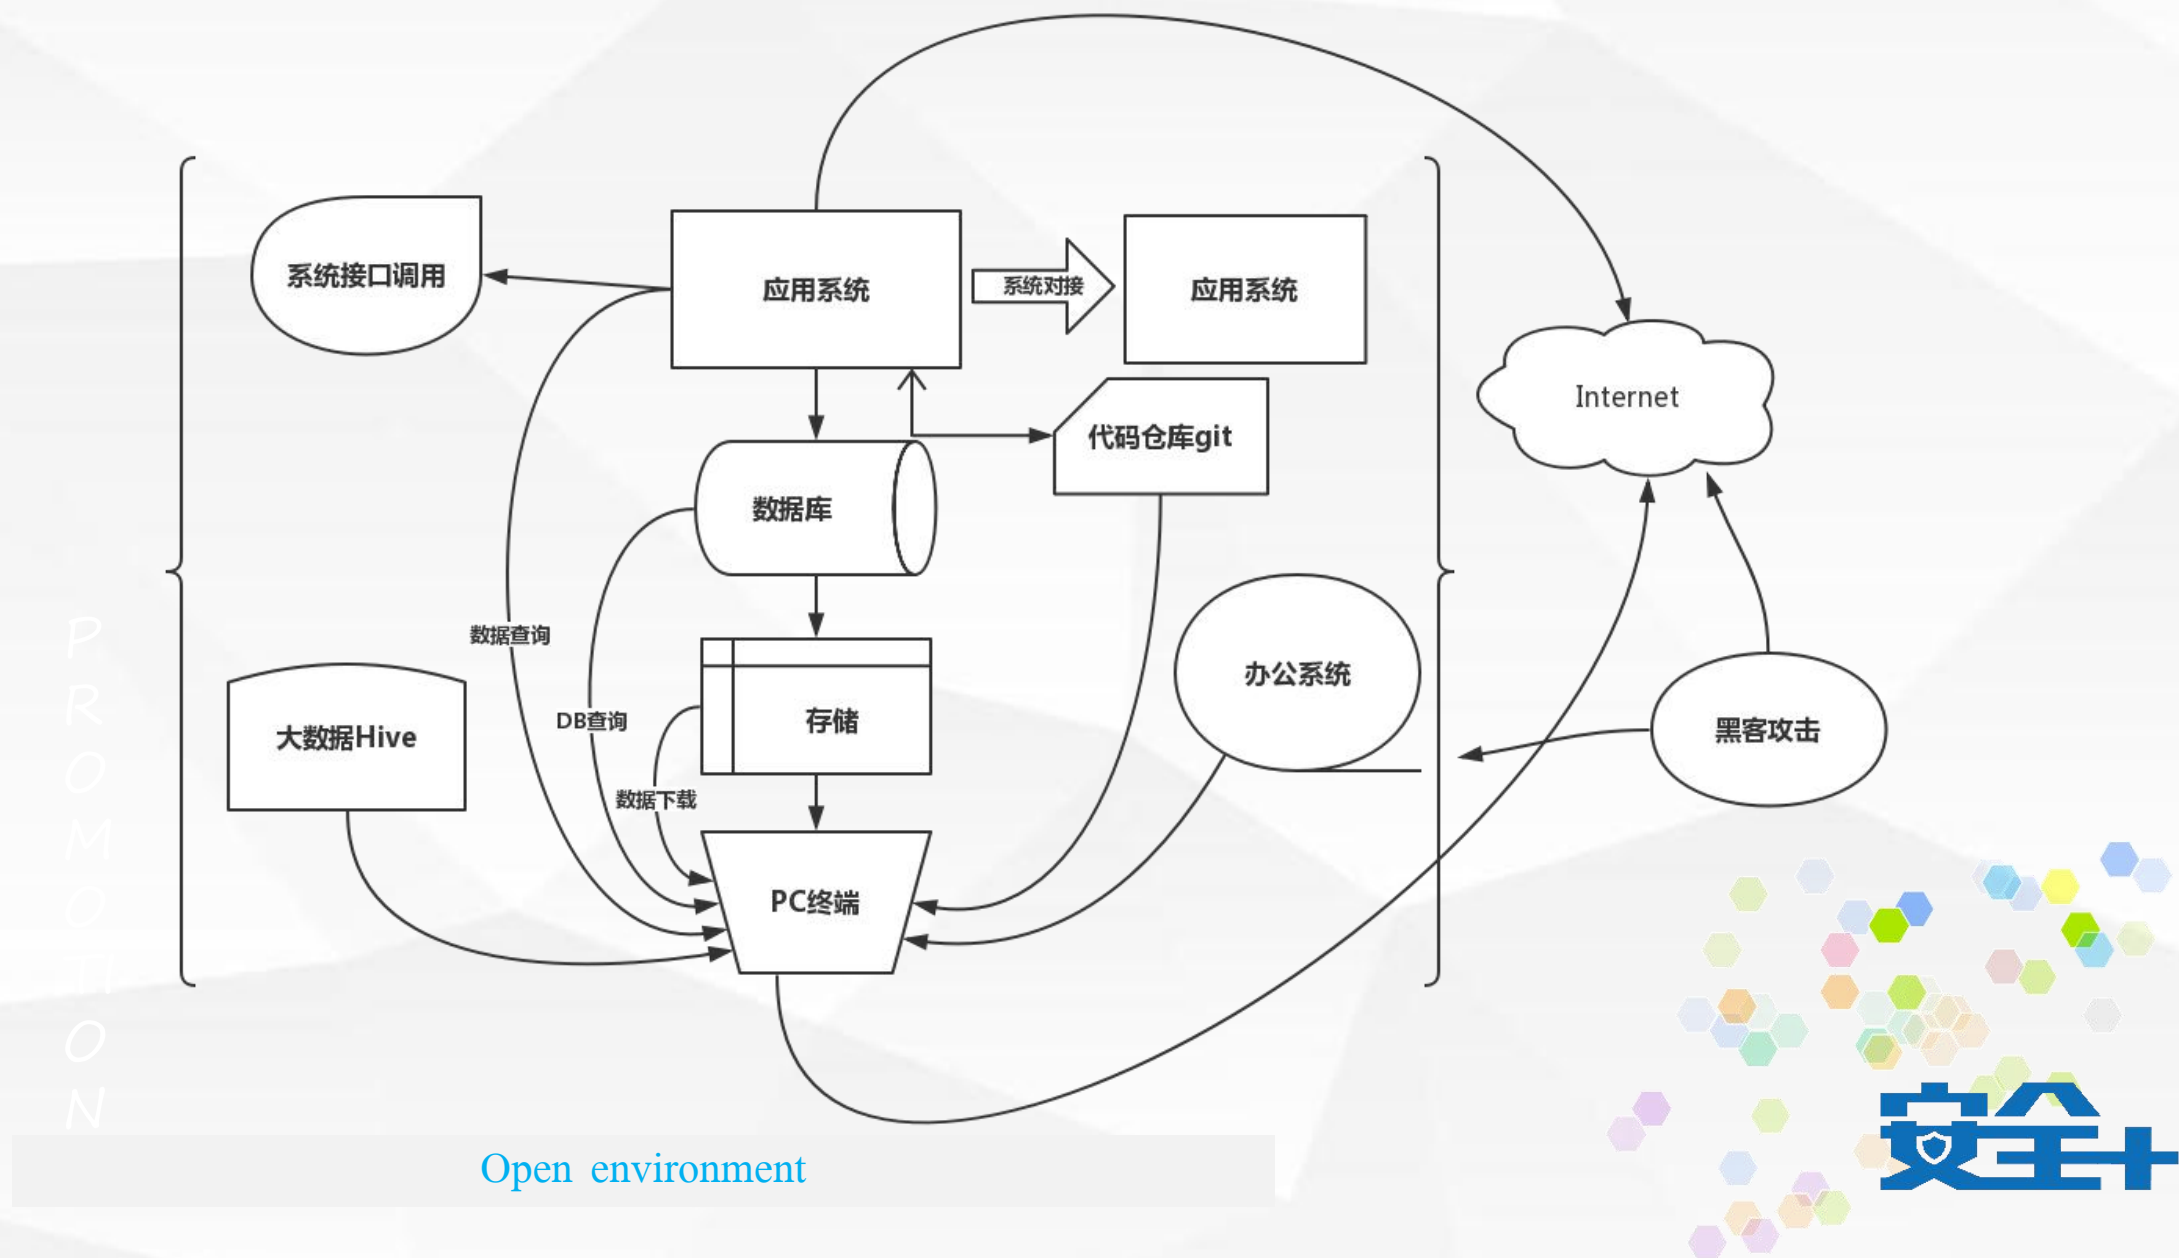 系统接口调用
应用系统
系统对接
应用系统
Internet
代码仓库git
数据库
数据查询
办公系统
DB查询
存储
大数据Hive
黑客攻击
数据下载
PC终端
P
R
O
M
O
TI
O
N
Open environment
安全+